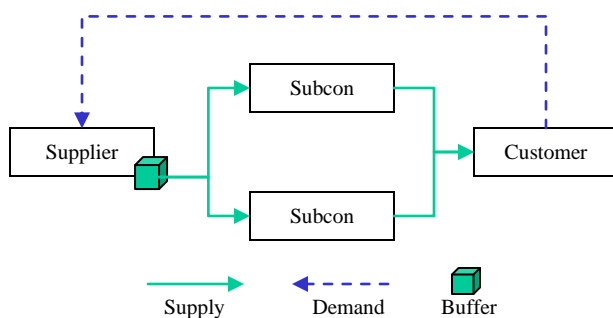 Subcon
Supplier
Customer
Subcon
Supply
Demand
Buffer